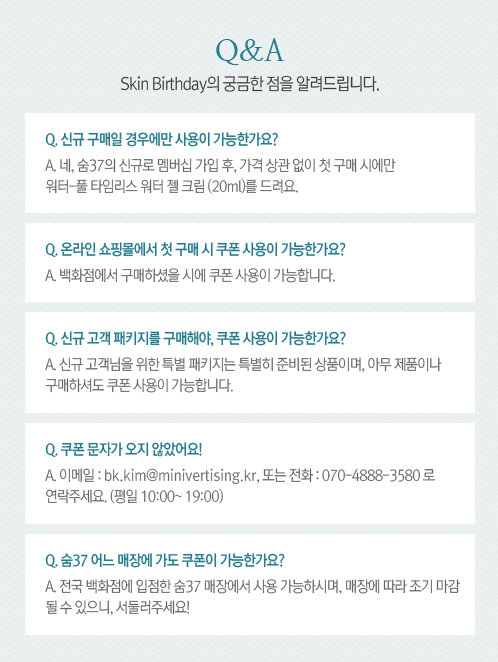 Q&A
Skin Birthday의 궁금한 점을 알려드립니다.
Q. 신규 구매일 경우에만 사용이 가능한가요?
A. 네, 숨37의 신규로 멤버십 가입 후, 가격 상관 없이 첫 구매 시에만
워터-풀 타임리스 워터 젤 크림 (20ml)를 드려요.
Q. 온라인 쇼핑몰에서 첫 구매 시 쿠폰 사용이 가능한가요?
A. 백화점에서 구매하셨을 시에 쿠폰 사용이 가능합니다.
Q. 신규 고객 패키지를 구매해야, 쿠폰 사용이 가능한가요?
A. 신규 고객님을 위한 특별 패키지는 특별히 준비된 상품이며, 아무 제품이나
구매하셔도 쿠폰 사용이 가능합니다.
Q. 쿠폰 문자가 오지 않았어요!
A. 이메일 : bk.kim@minivertising.kr, 또는 전화 : 070-4888-3580 로
연락주세요. (평일 10:00~ 19:00)
Q. 숨37 어느 매장에 가도 쿠폰이 가능한가요?
A. 전국 백화점에 입점한 숨37 매장에서 사용 가능하시며, 매장에 따라 조기 마감
될 수 있으니, 서둘러주세요!